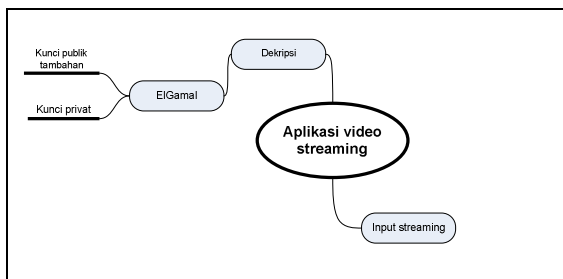 Kunci publik
tambahan
Kunci privat
ElGamal
Dekripsi
Aplikasi video
streaming
Input streaming